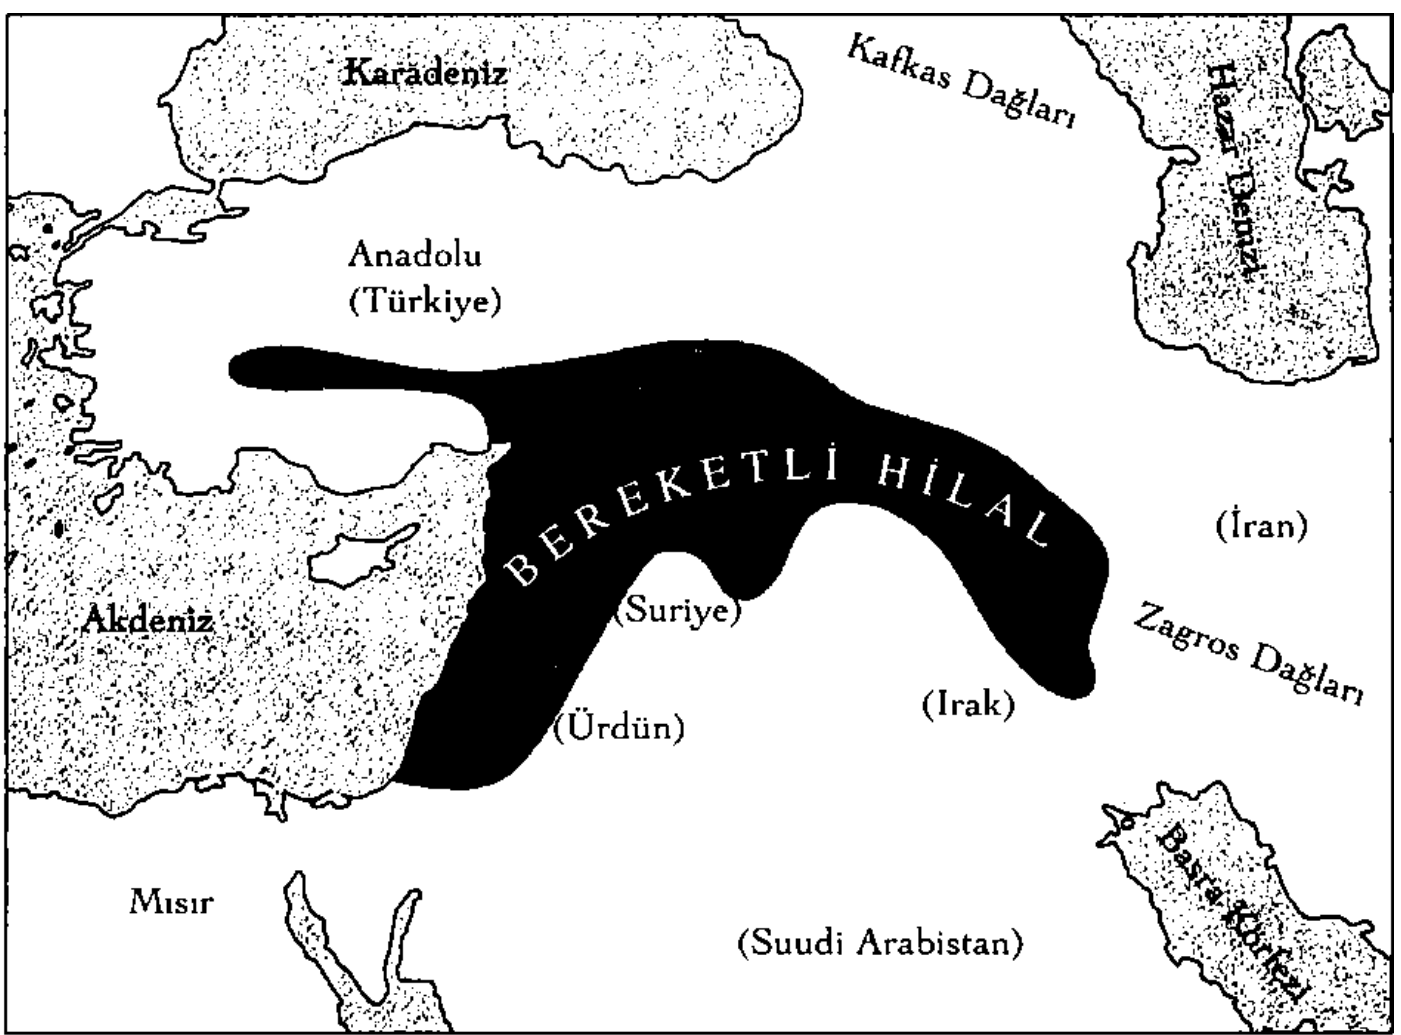 Karadeniz
Kafkas Dağları
Hazar Denizi
Anadolu
(Türkiye)
BEREKETLİ HİLAL
(İran)
Akdeniz
(Suriye)
Zagros Dağları
(Irak)
(Ürdün)
Basra Körfezi
Mısır
(Suudi Arabistan)